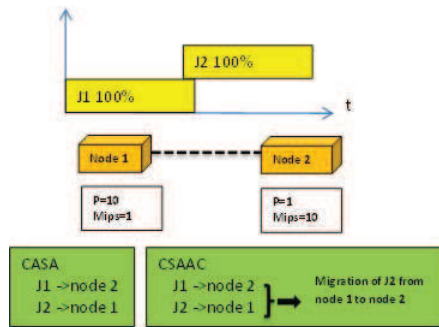 J2 100%
J1 100%
t
Node 1
Node 2
P=10
Mips=1
P=1
Mips=10
CASA
J1 ->node 2
J2 ->node 1
CSAAC
J1 ->node 2
J2 ->node 1
Migration of J2 from
node 1 to node 2